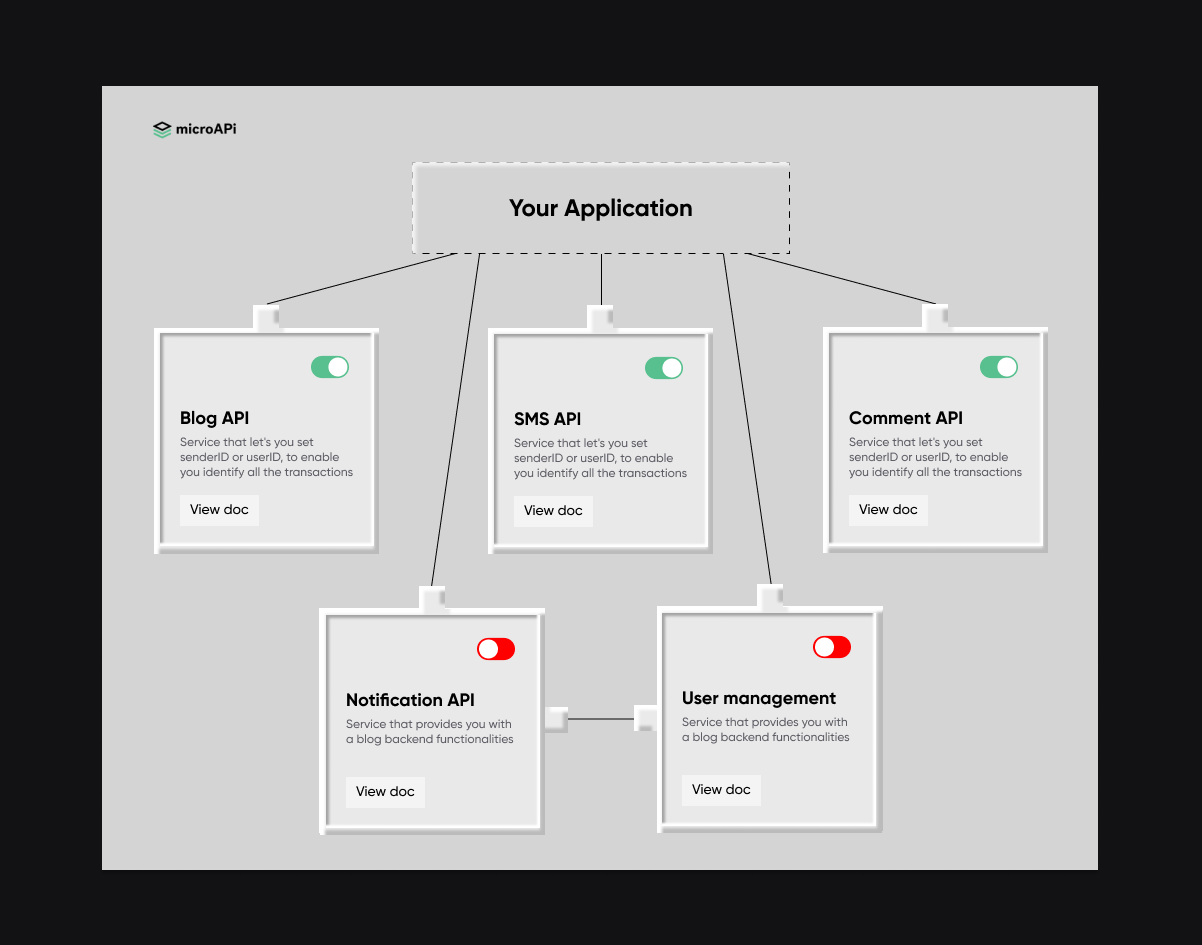 microAPi
Your Application
Blog API
Service that let's you set
senderID or userID, to enable
you identify all the transactions
View doc
SMS API
Service that let's you set
senderID or userID, to enable
you identify all the transactions
View doc
Comment API
Service that let's you set
senderID or userID, to enable
you identify all the transactions
View doc
Notification API
Service that provides you with
a blog backend functionalities
View doc
User management
Service that provides you with
a blog backend functionalities
View doc